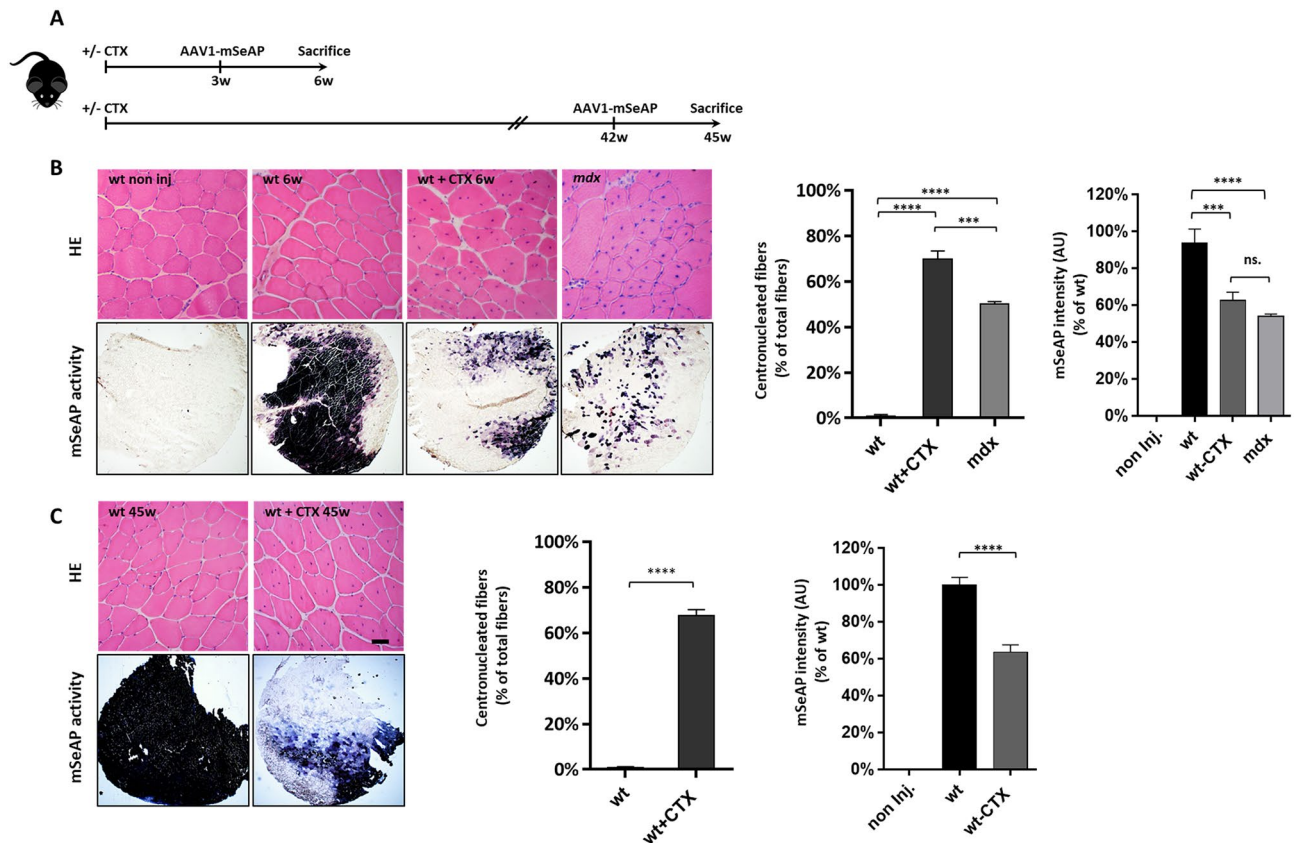 A
+/- CTX AAV1-mSeAP Sacrifice
3w 6w
+/- CTX AAV1-mSeAP Sacrifice
42w 45w
B
wt non inj wt 6w wt + CTX 6w mdx
HE
mSeAP activity
Centronucleated fibers
(% of total fibers)
100%
80%
60%
40%
20%
0%
****
**** ***
wt wt+CTX mdx
mSeAP intensity (AU)
(% of wt)
120%
100%
80%
60%
40%
20%
0%
****
***
ns.
non Inj. wt wt-CTX mdx
C
wt 45w wt + CTX 45w
HE
mSeAP activity
Centronucleated fibers
(% of total fibers)
100%
80%
60%
40%
20%
0%
****
wt wt+CTX
mSeAP intensity (AU)
(% of wt)
120%
100%
80%
60%
40%
20%
0%
****
non Inj. wt wt-CTX